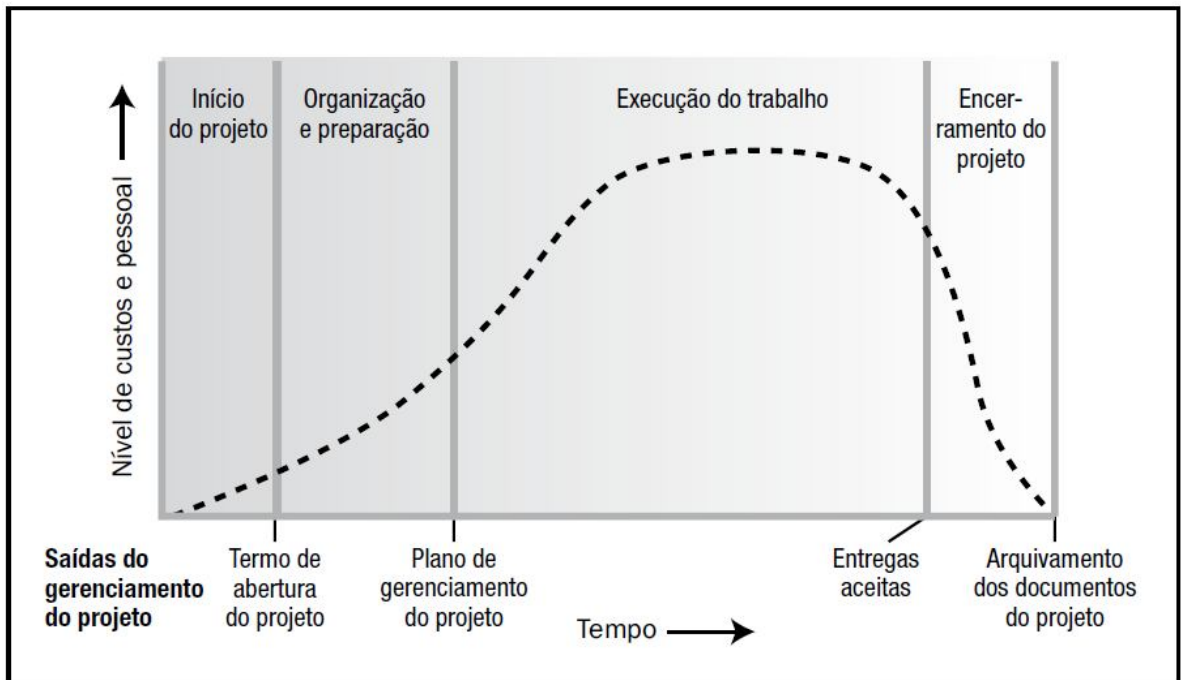 Início
do projeto
Organização
e preparação
Execução do trabalho
Encer-
ramento do
projeto
Nível de custos e pessoal
Saídas do
gerenciamento
do projeto
Termo de
abertura
do projeto
Plano de
gerenciamento
do projeto
Entregas
aceitas
Arquivamento
dos documentos
do projeto
Tempo